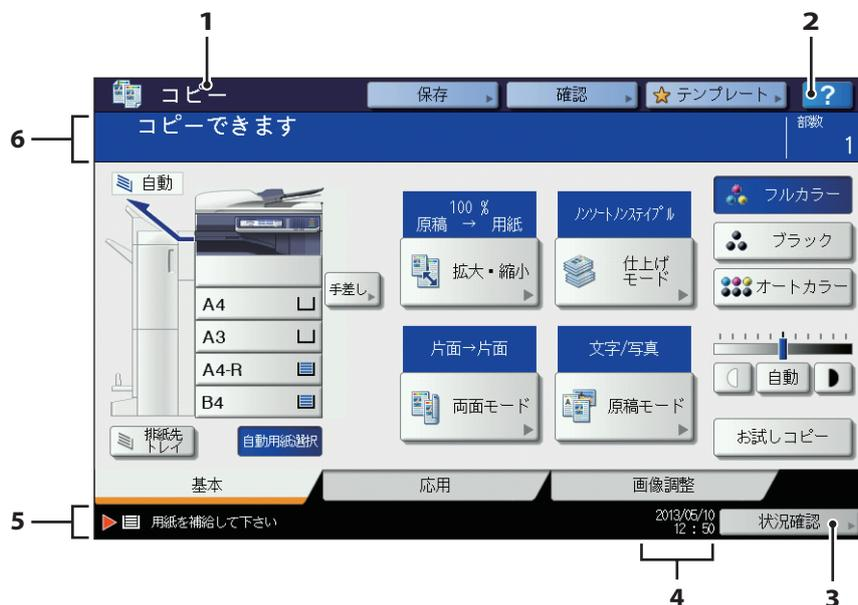 1
2
コピー
保存
確認
テンプレート
?
6
コピーできます
部数
1
自動
100 %
原稿 → 用紙
拡大・縮小
ノンソートノンステイプル
仕上げ
モード
フルカラー
ブラック
オートカラー
手差し
A4
A3
A4-R
B4
片面→片面
両面モード
文字/写真
原稿モード
自動
お試しコピー
排紙先
トレイ
自動用紙選択
基本
応用
画像調整
5
用紙を補給して下さい
2013/05/10
12 : 50
状況確認
4
3